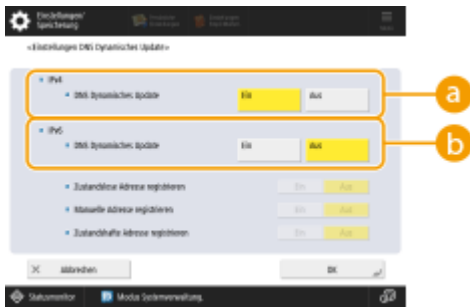 Einstellungen/
Speicherung
<Einstellungen DNS Dynamisches Update>
IPv4
DNS Dynamisches Update
Ein
Aus
a
IPv6
DNS Dynamisches Update
Ein
Aus
b
Zustandslose Adresse registrieren
Ein
Aus
Manuelle Adresse registrieren
Ein
Aus
Zustandshafte Adresse registrieren
Ein
Aus
Abbrechen
OK
Statusmonitor
Modus Systemverwaltung.